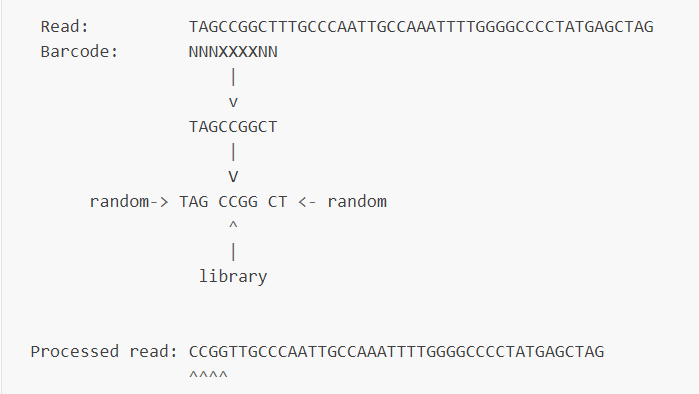 Read: TAGCCGGCTTTGCCCAATTGCCAAATTTTGGGGCCCCTATGAGCTAG
Barcode: NNNXXXXNN
|
v
TAGCCGGCT
|
V
random-> TAG CCGG CT <- random
^
|
library
Processed read: CCGGTTGCCCAATTGCCAAATTTTGGGGCCCCTATGAGCTAG
^^^^